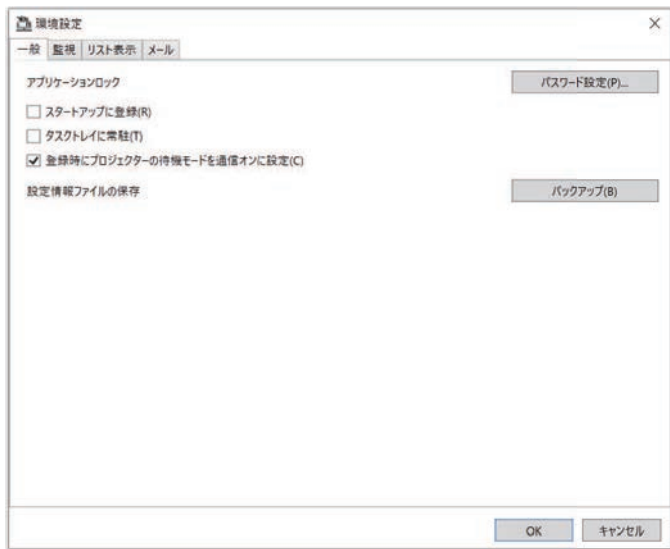 環境設定
一般 監視 リスト表示 メール
アプリケーションロック パスワード設定(P)...
スタートアップに登録(R)
タスクトレイに常駐(T)
登録時にプロジェクターの待機モードを通信オンに設定(C)
設定情報ファイルの保存 バックアップ(B)
OK キャンセル